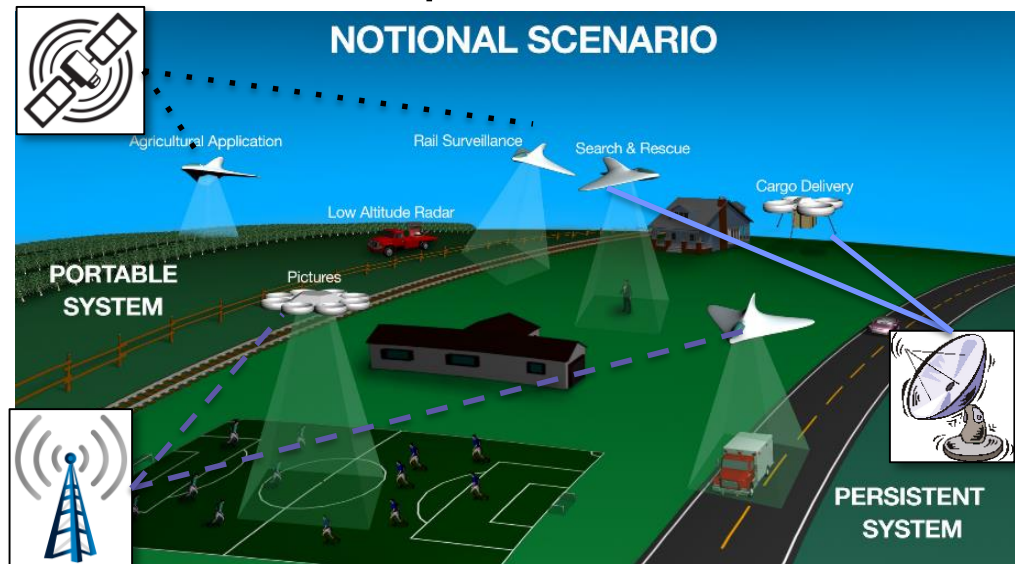 NOTIONAL SCENARIO
Agricultural Application
Rail Surveillance
Search & Rescue
Cargo Delivery
Low Altitude Radar
PORTABLE
SYSTEM
Pictures
PERSISTENT
SYSTEM